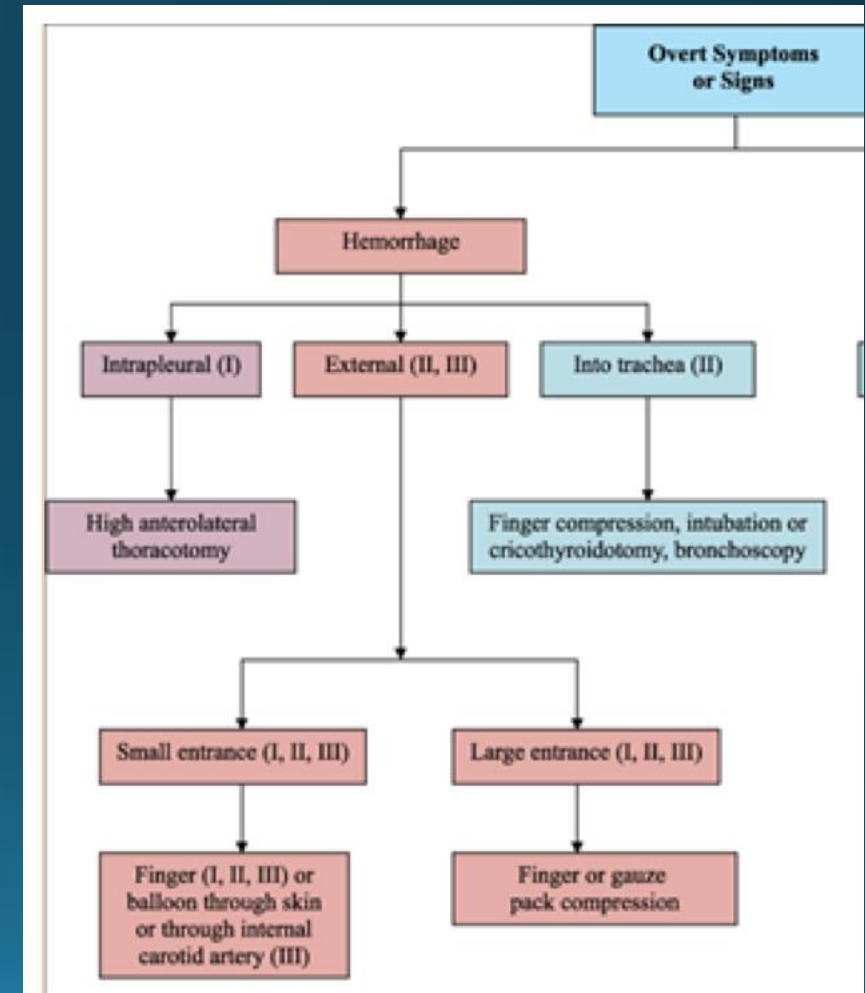 Overt Symptoms
or Signs
Hemorrhage
Intrapleural (I)
External (II, III)
Into trachea (II)
High anterolateral
thoracotomy
Finger compression, intubation or
cricothyroidotomy, bronchoscopy
Small entrance (I, II, III)
Large entrance (I, II, III)
Finger (I, II, III) or
balloon through skin
or through internal
carotid artery (III)
Finger or gauze
pack compression